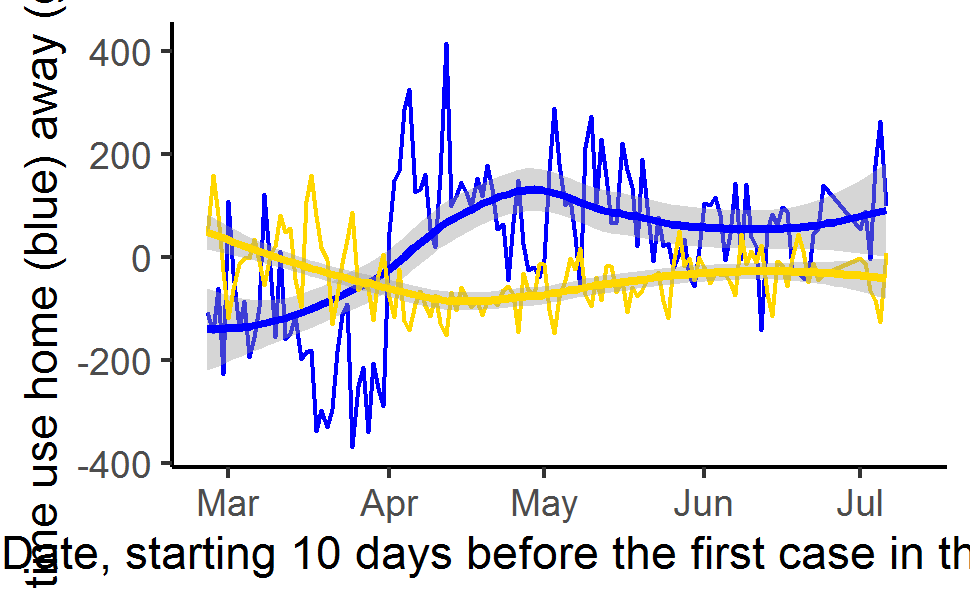 time use home (blue) away (
400
200
0
-200
-400
Mar Apr May Jun Jul
Date, starting 10 days before the first case in th